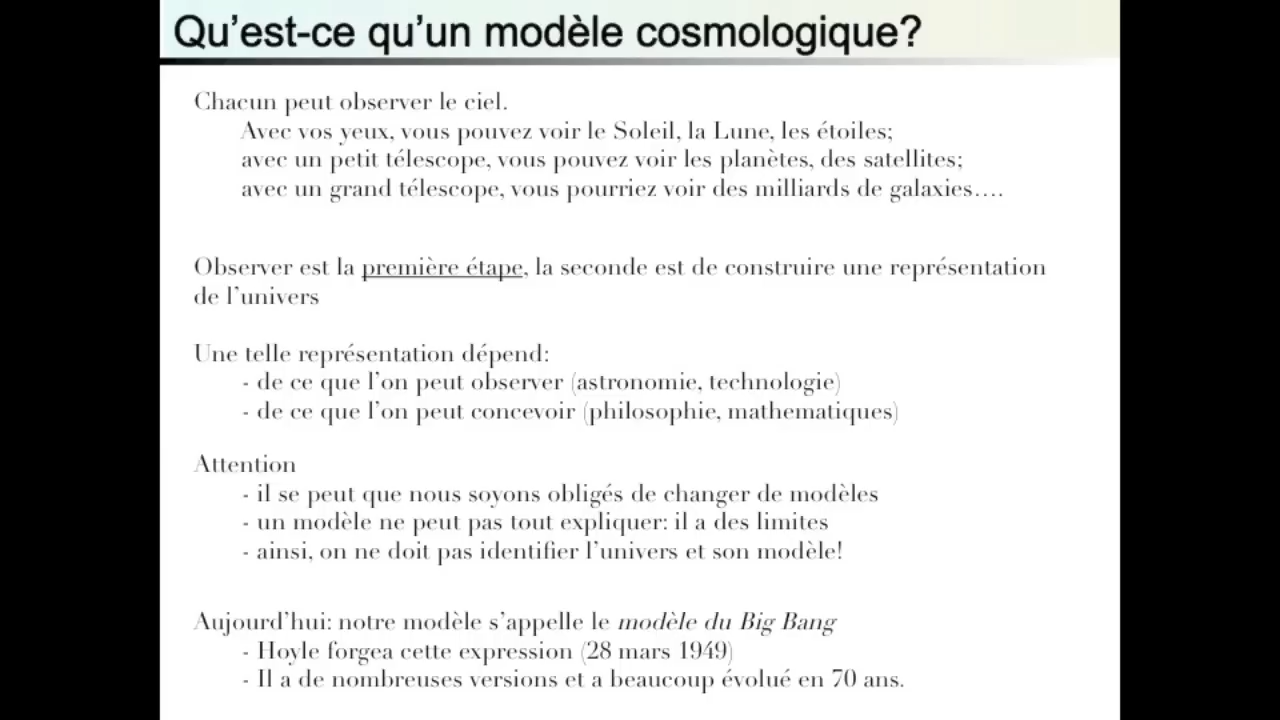 Qu’est-ce qu’un modèle cosmologique?
Chacun peut observer le ciel.
Avec vos yeux, vous pouvez voir le Soleil, la Lune, les étoiles;
avec un petit télescope, vous pouvez voir les planètes, des satellites;
avec un grand télescope, vous pourriez voir des milliards de galaxies….
Observer est la première étape, la seconde est de construire une représentation
de l’univers
Une telle représentation dépend:
- de ce que l’on peut observer (astronomie, technologie)
- de ce que l’on peut concevoir (philosophie, mathematiques)
Attention
- il se peut que nous soyons obligés de changer de modèles
- un modèle ne peut pas tout expliquer: il a des limites
- ainsi, on ne doit pas identifier l’univers et son modèle!
Aujourd’hui: notre modèle s’appelle le modèle du Big Bang
- Hoyle forgea cette expression (28 mars 1949)
- Il a de nombreuses versions et a beaucoup évolué en 70 ans.